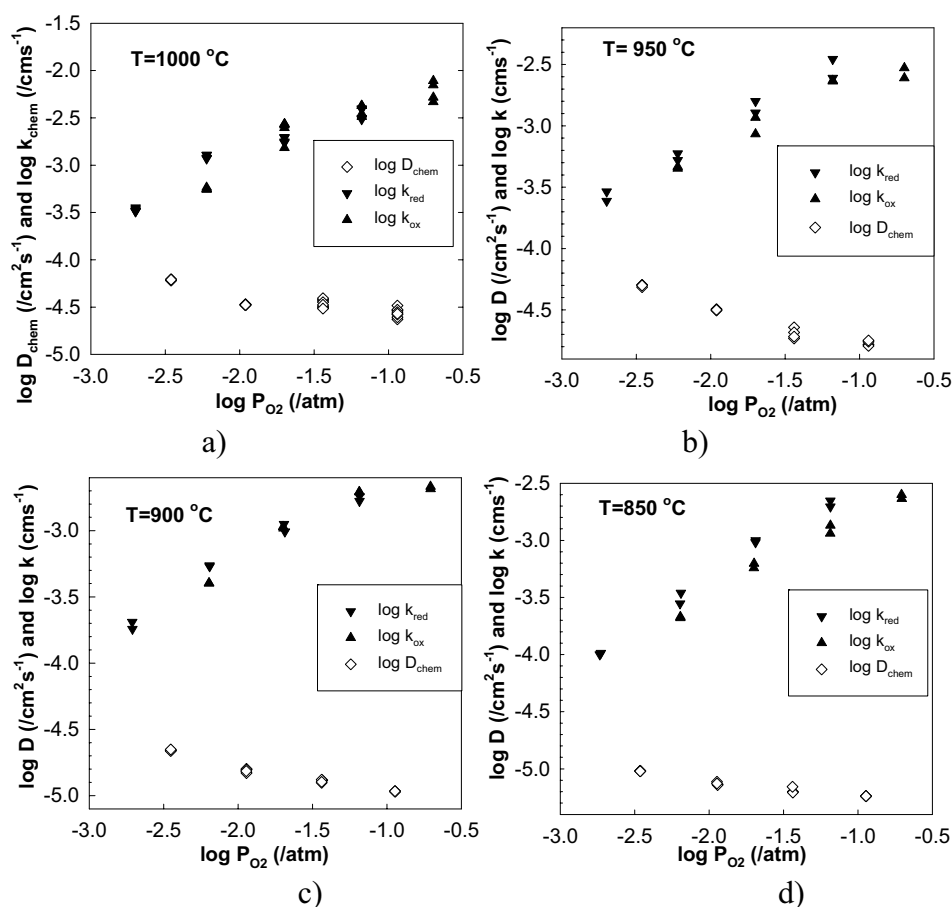 T=1000 °C
log D_chem (/cm²s⁻¹) and log k_chem (/cms⁻¹)
-1.5
-2.0
-2.5
-3.0
-3.5
-4.0
-4.5
-5.0
log D_chem
log k_red
log k_ox
-3.0 -2.5 -2.0 -1.5 -1.0 -0.5
log P_O2 (/atm)
a)
T= 950 °C
log D (/cm²s⁻¹) and log k (cms⁻¹)
-2.5
-3.0
-3.5
-4.0
-4.5
log k_red
log k_ox
log D_chem
-3.0 -2.5 -2.0 -1.5 -1.0 -0.5
log P_O2 (/atm)
b)
T=900 °C
log D (/cm²s⁻¹) and log k (cms⁻¹)
-3.0
-3.5
-4.0
-4.5
-5.0
log k_red
log k_ox
log D_chem
-3.0 -2.5 -2.0 -1.5 -1.0 -0.5
log P_O2 (/atm)
c)
T=850 °C
log D (/cm²s⁻¹) and log k (cms⁻¹)
-2.5
-3.0
-3.5
-4.0
-4.5
-5.0
log k_red
log k_ox
log D_chem
-3.0 -2.5 -2.0 -1.5 -1.0 -0.5
log P_O2 (/atm)
d)